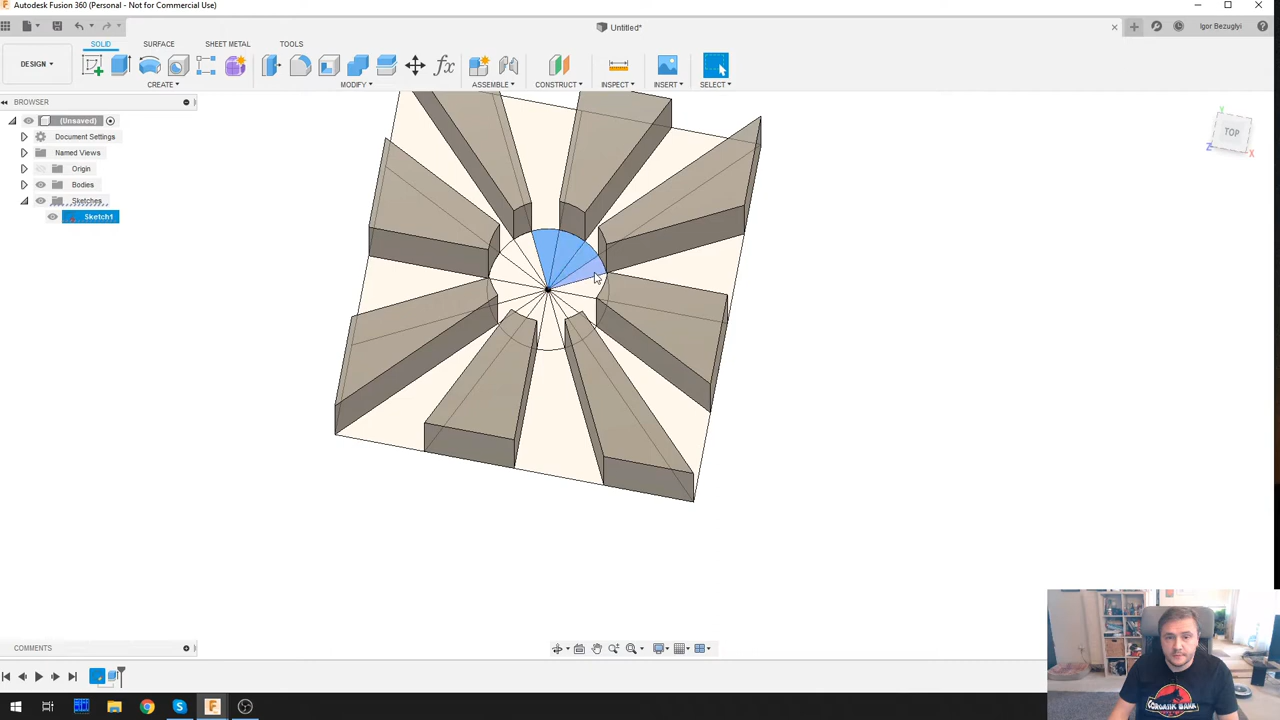 Autodesk Fusion 360 (Personal - Not for Commercial Use)
Untitled*
Igor Bezuglyi
DESIGN
SOLID
SURFACE
SHEET METAL
TOOLS
CREATE
MODIFY
ASSEMBLE
CONSTRUCT
INSPECT
INSERT
SELECT
BROWSER
(Unsaved)
Document Settings
Named Views
Origin
Bodies
Sketches
Sketch1
TOP
Y
Z
X
COMMENTS